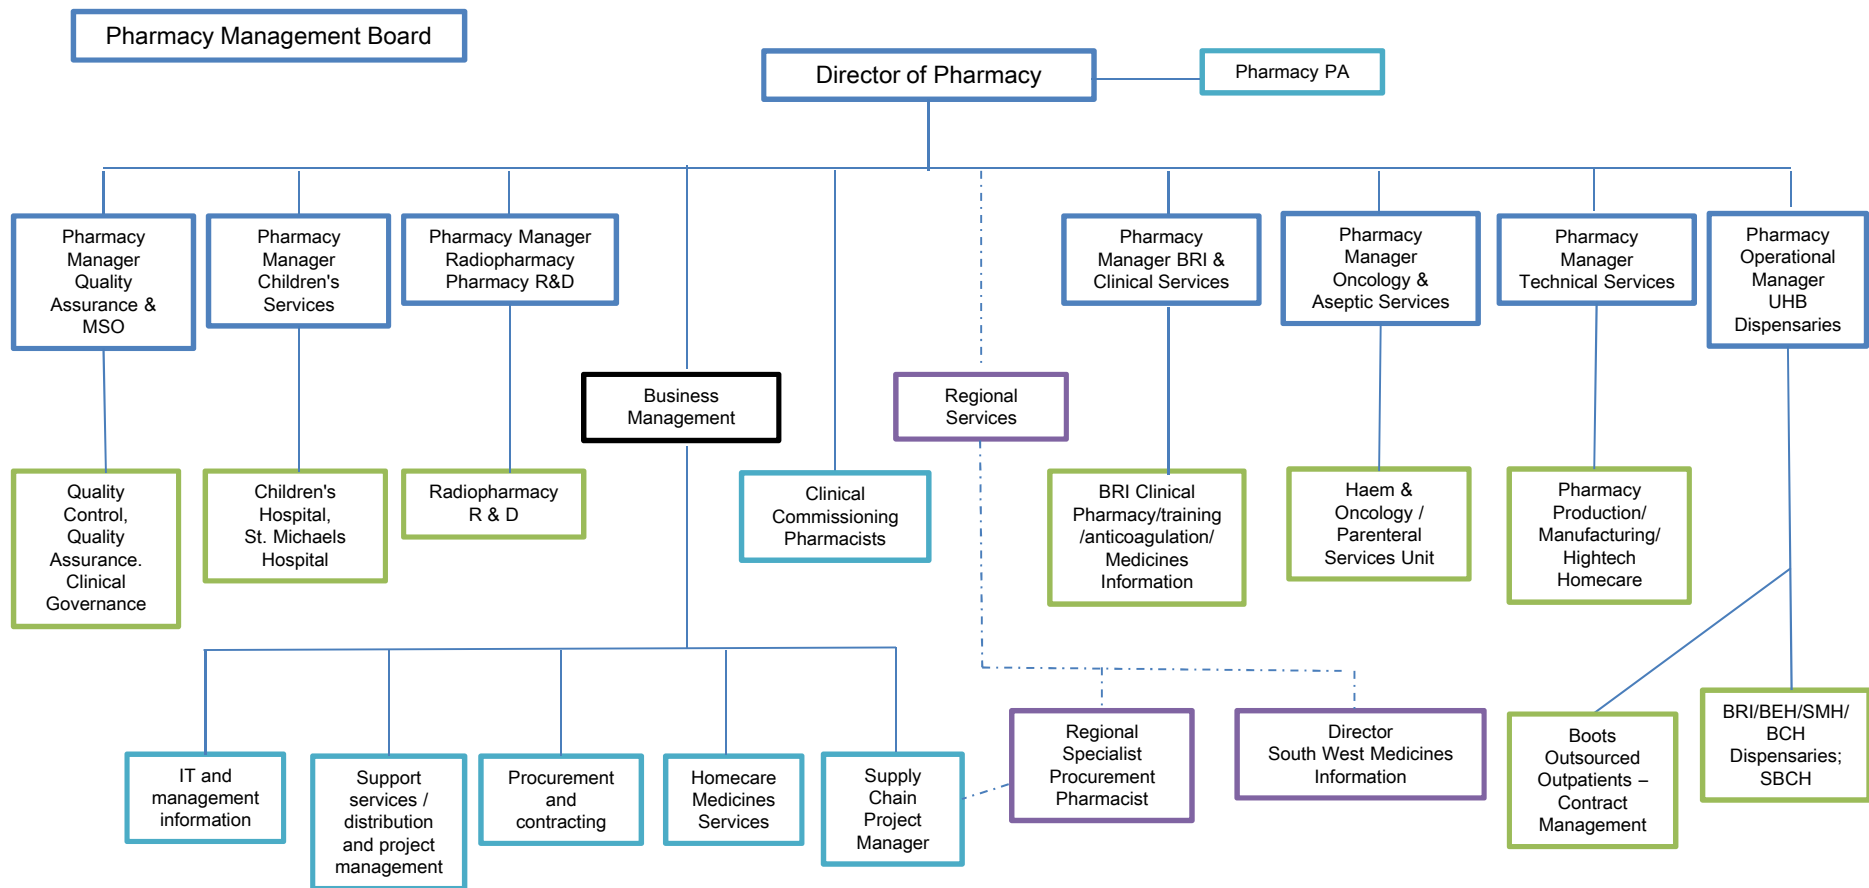 Pharmacy Management Board
Director of Pharmacy
Pharmacy PA
Pharmacy
Manager
Quality
Assurance &
MSO
Pharmacy
Manager
Children's
Services
Pharmacy Manager
Radiopharmacy
Pharmacy R&D
Pharmacy
Manager BRI &
Clinical Services
Pharmacy
Manager
Oncology &
Aseptic Services
Pharmacy
Manager
Technical Services
Pharmacy
Operational
Manager
UHB
Dispensaries
Business
Management
Regional
Services
Quality
Control,
Quality
Assurance.
Clinical
Governance
Children's
Hospital,
St. Michaels
Hospital
Radiopharmacy
R & D
Clinical
Commissioning
Pharmacists
BRI Clinical
Pharmacy/training
/anticoagulation/
Medicines
Information
Haem &
Oncology /
Parenteral
Services Unit
Pharmacy
Production/
Manufacturing/
Hightech
Homecare
IT and
management
information
Support
services /
distribution
and project
management
Procurement
and
contracting
Homecare
Medicines
Services
Supply
Chain
Project
Manager
Regional
Specialist
Procurement
Pharmacist
Director
South West Medicines
Information
Boots
Outsourced
Outpatients –
Contract
Management
BRI/BEH/SMH/
BCH
Dispensaries;
SBCH